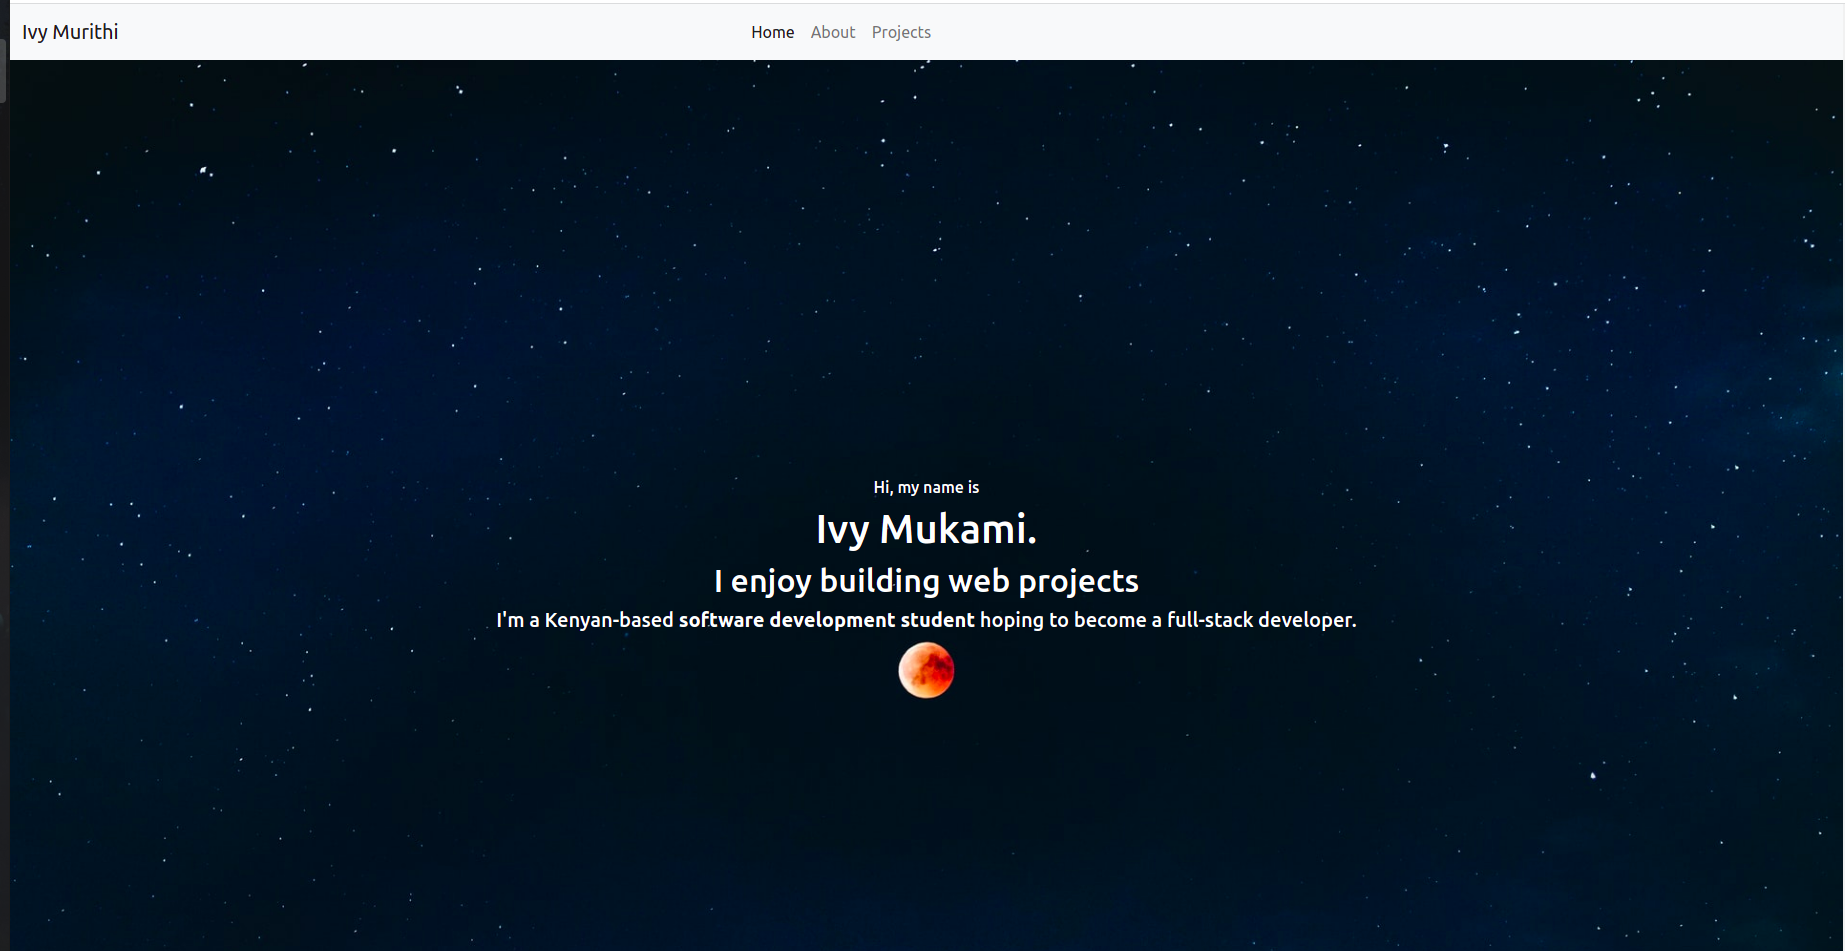 Ivy Murithi
Home About Projects
Hi, my name is
Ivy Mukami.
I enjoy building web projects
I'm a Kenyan-based software development student hoping to become a full-stack developer.